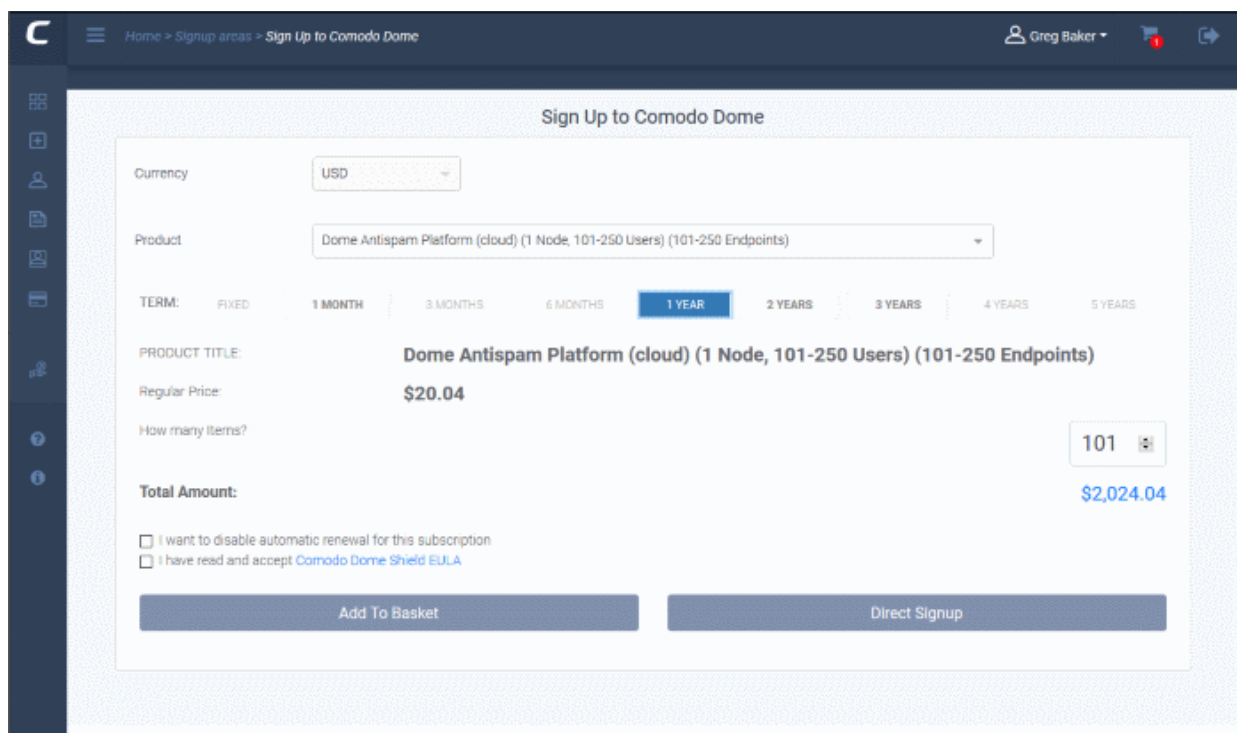 C Home > Signup areas > Sign Up to Comodo Dome Greg Baker 1
Sign Up to Comodo Dome
Currency USD
Product Dome Antispam Platform (cloud) (1 Node, 101-250 Users) (101-250 Endpoints)
TERM: FIXED 1 MONTH 3 MONTHS 6 MONTHS 1 YEAR 2 YEARS 3 YEARS 4 YEARS 5 YEARS
PRODUCT TITLE: Dome Antispam Platform (cloud) (1 Node, 101-250 Users) (101-250 Endpoints)
Regular Price: $20.04
How many Items? 101
Total Amount: $2,024.04
I want to disable automatic renewal for this subscription
I have read and accept Comodo Dome Shield EULA
Add To Basket Direct Signup